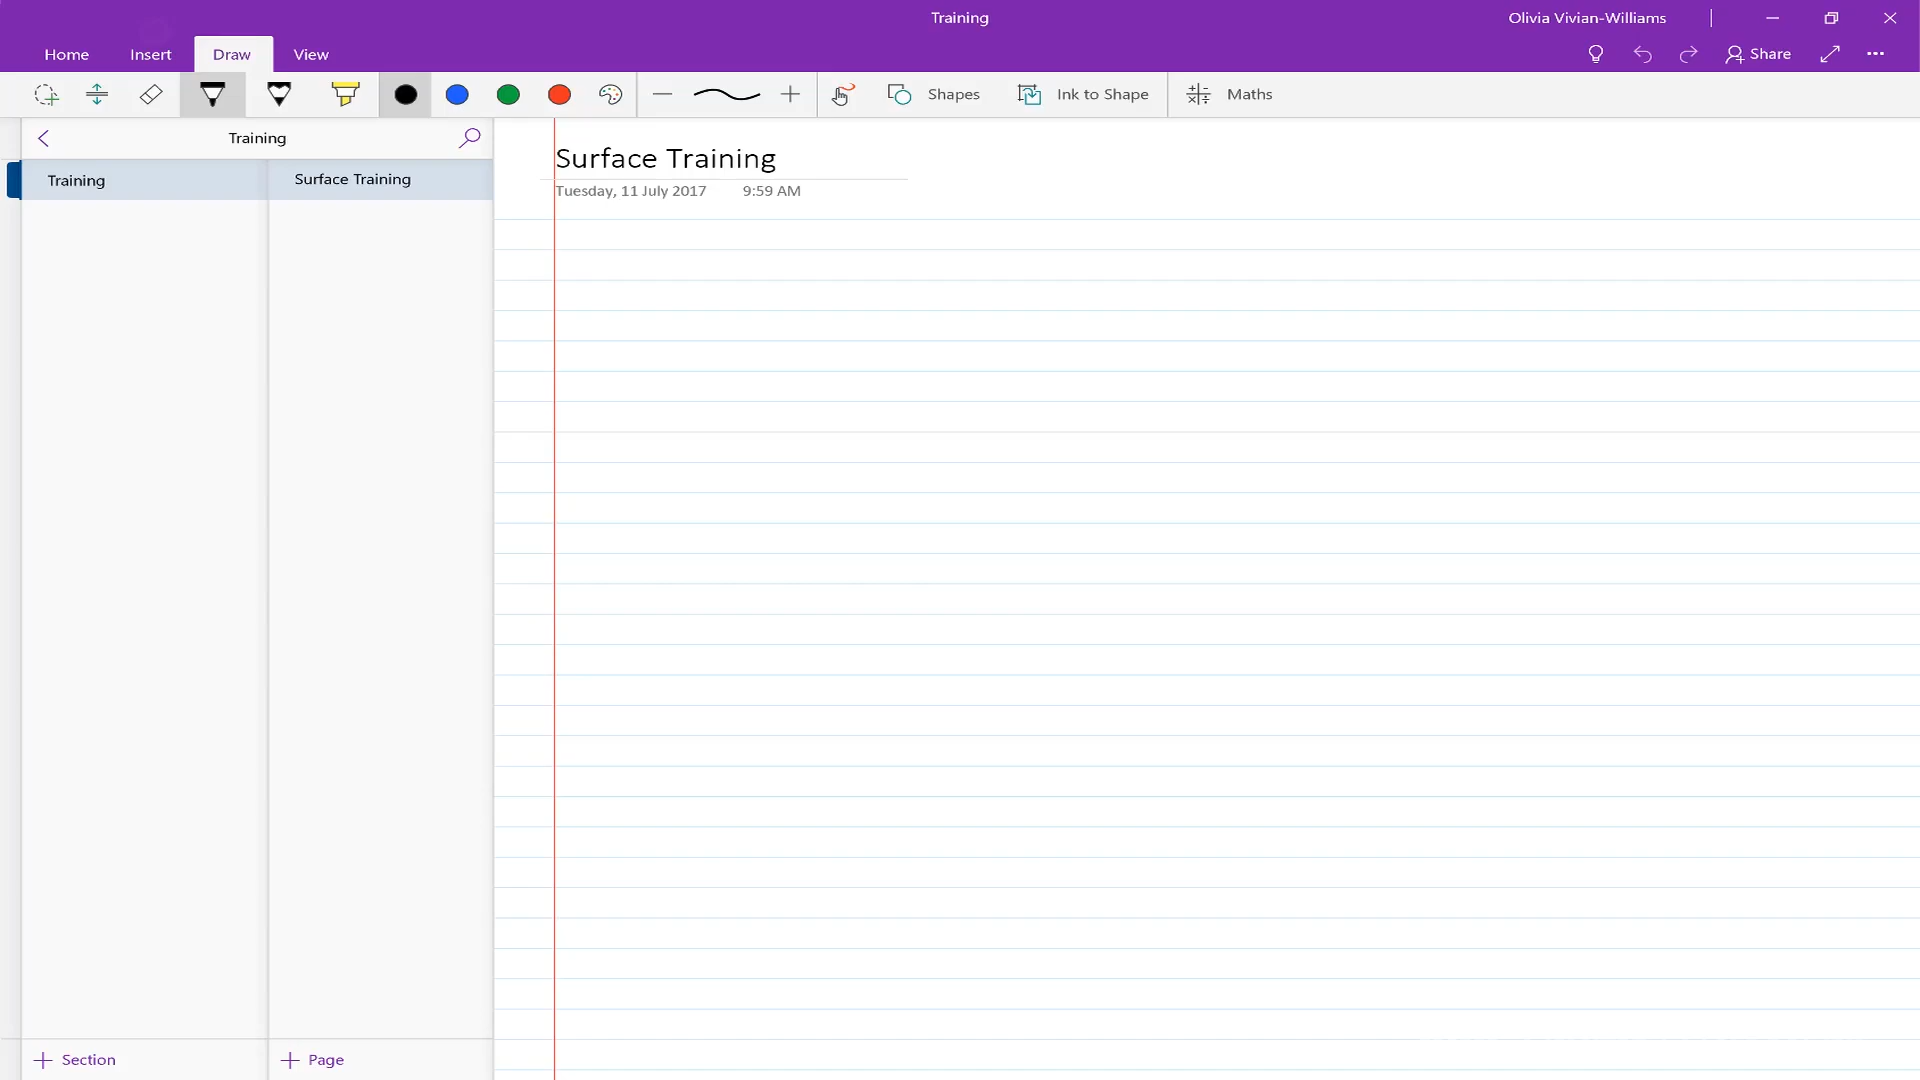 Training
Olivia Vivian-Williams
Home Insert Draw View
Share
Shapes Ink to Shape Maths
Training
Training
Surface Training
Surface Training
Tuesday, 11 July 2017 9:59 AM
Section Page